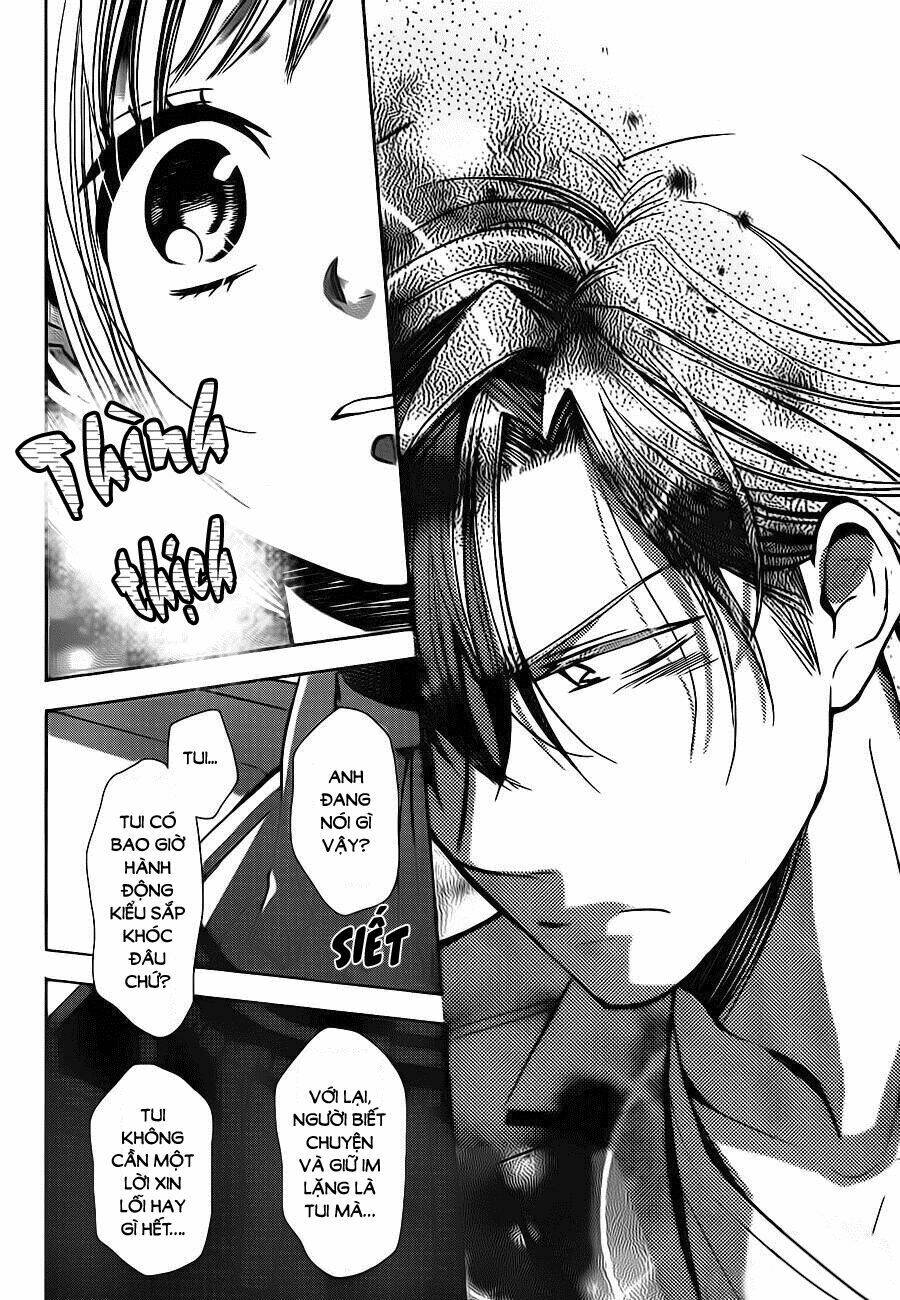 Thình
thịch
ANH
ĐANG
NÓI GÌ
VẬY?
TUI...
TUI CÓ
BAO GIỜ
HÀNH
ĐỘNG
KIỂU SẮP
KHÓC
ĐÂU
CHỨ?
SIẾT
VỚI LẠI,
NGƯỜI BIẾT
CHUYỆN
VÀ GIỮ IM
LẶNG LÀ
TUI MÀ...
TUI
KHÔNG
CẦN MỘT
LỜI XIN
LỐI HAY
GÌ HẾT....